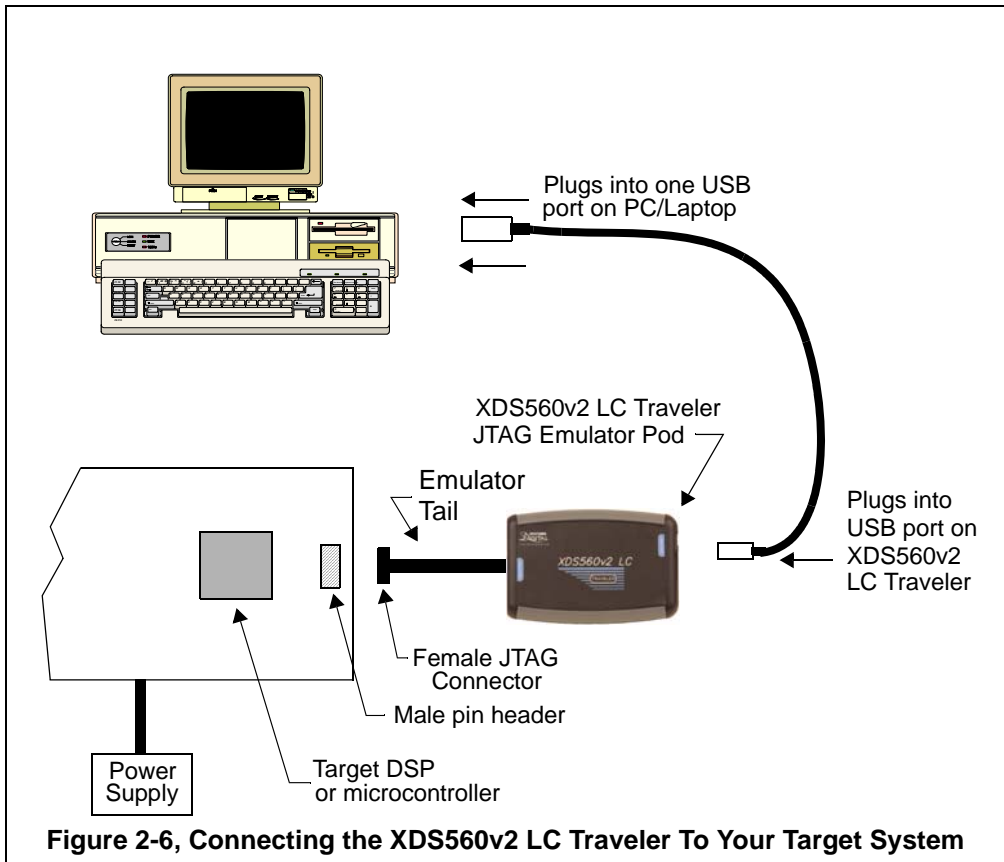 Plugs into one USB
port on PC/Laptop
XDS560v2 LC Traveler
JTAG Emulator Pod
Emulator
Tail
Plugs into
USB port on
XDS560v2
LC Traveler
DIGITAL
XDS560v2 LC
TRAVELER
Female JTAG
Connector
Male pin header
Power
Supply
Target DSP
or microcontroller
Figure 2-6, Connecting the XDS560v2 LC Traveler To Your Target System